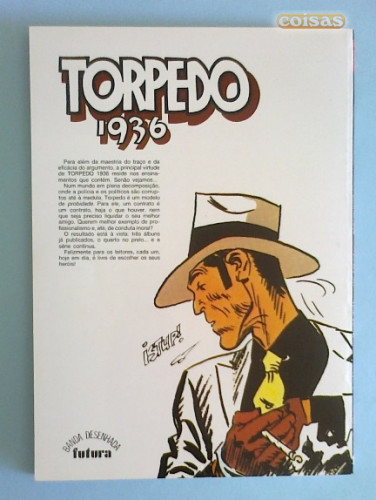 coisas
TORPEDO
1936
Para além da maestria do traço e da
eficácia do argumento, a principal virtude
de TORPEDO 1936 reside nos ensina-
mentos que contém. Senão vejamos...
Num mundo em plena decomposição,
onde a polícia e os políticos são corrup-
tos até à medula, Torpedo é um modelo
de probidade. Para ele, um contrato é
um contrato, haja o que houver, nem
que seja preciso liquidar o seu melhor
amigo. Querem melhor exemplo de pro-
fissionalismo e, até, de conduta moral?
O resultado está à vista: três álbuns
já publicados, o quarto no prelo... e a
série continua.
Felizmente para os leitores, cada um,
hoje em dia, é livre de escolher os seus
heróis!
BANDA DESENHADA
futura